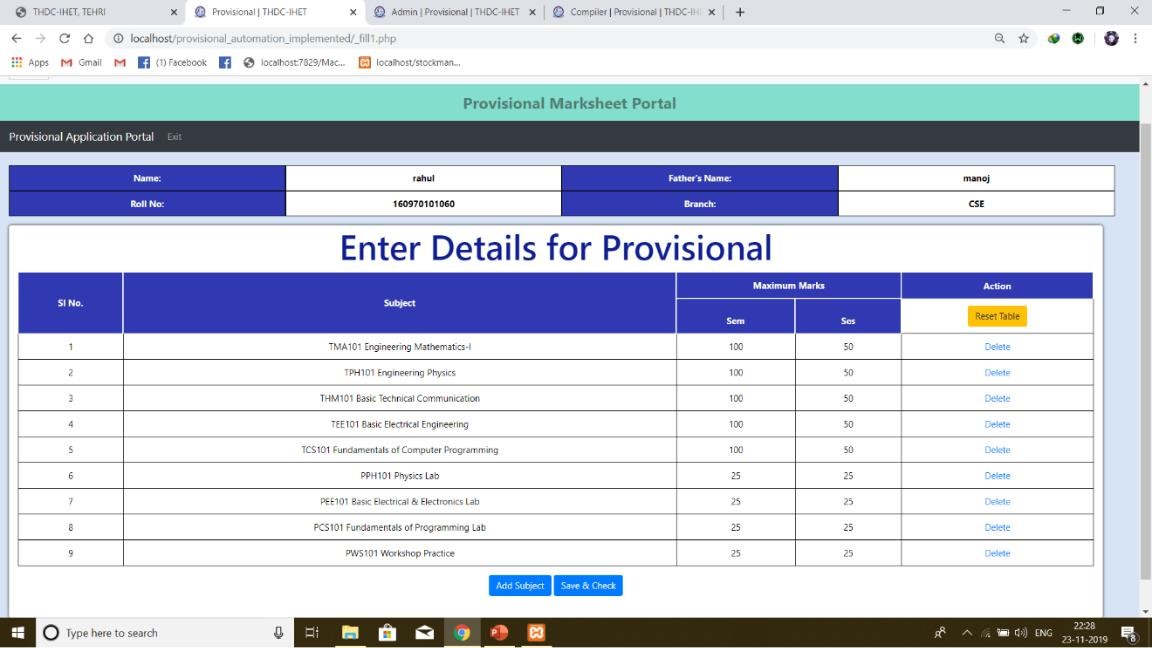 THDC-IHET, TEHRI
Provisional | THDC-IHET
Admin | Provisional | THDC-IHET
Compiler | Provisional | THDC-IH
localhost/provisional_automation_implemented/_fill1.php
Apps Gmail (1) Facebook localhost:7829/Mac... localhost/stockman...
Provisional Marksheet Portal
Provisional Application Portal Exit
Name: rahul Father's Name: manoj
Roll No: 160970101060 Branch: CSE
Enter Details for Provisional
Sl No. Subject Maximum Marks Action
Sem Ses Reset Table
1 TMA101 Engineering Mathematics-I 100 50 Delete
2 TPH101 Engineering Physics 100 50 Delete
3 THM101 Basic Technical Communication 100 50 Delete
4 TEE101 Basic Electrical Engineering 100 50 Delete
5 TCS101 Fundamentals of Computer Programming 100 50 Delete
6 PPH101 Physics Lab 25 25 Delete
7 PEE101 Basic Electrical & Electronics Lab 25 25 Delete
8 PCS101 Fundamentals of Programming Lab 25 25 Delete
9 PWS101 Workshop Practice 25 25 Delete
Add Subject Save & Check
Type here to search
ENG
22:28
23-11-2019
8